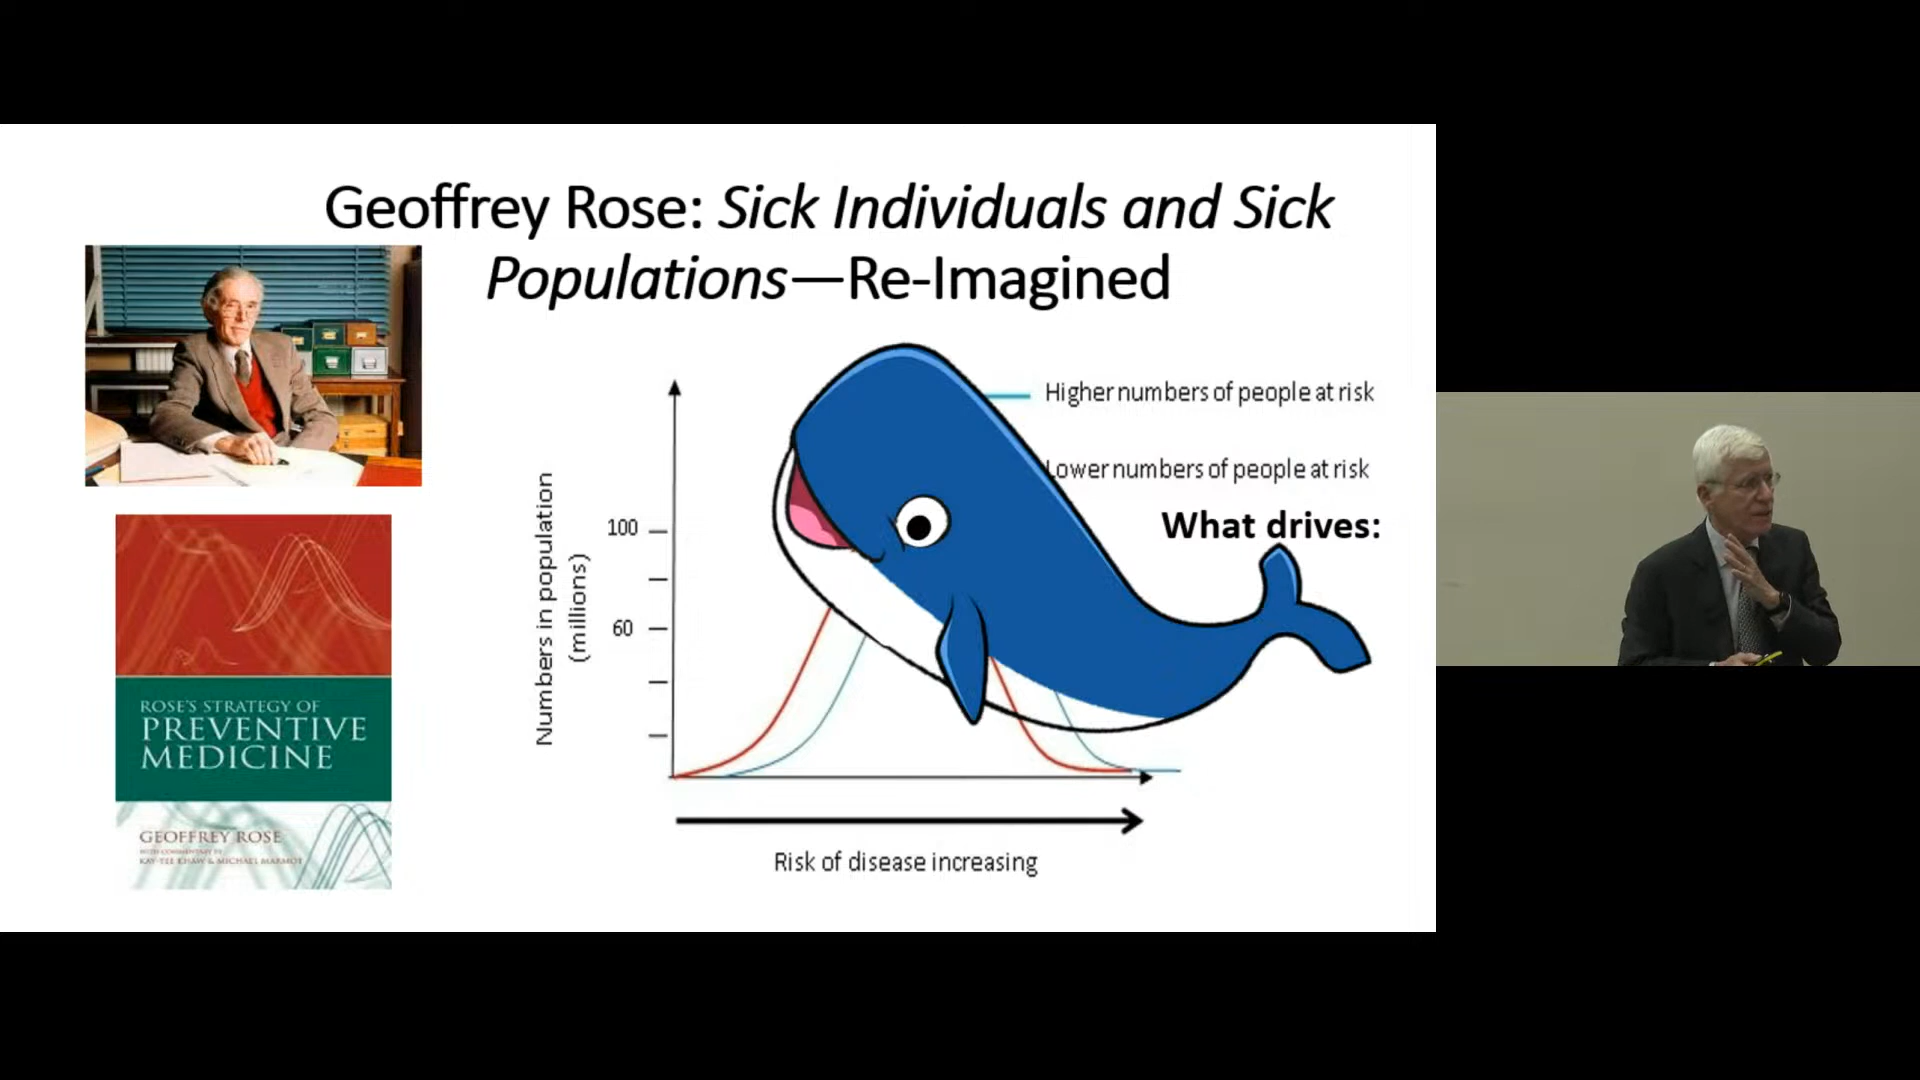 Geoffrey Rose: Sick Individuals and Sick
Populations—Re-Imagined
Higher numbers of people at risk
Lower numbers of people at risk
What drives:
Numbers in population
(millions)
100
60
Risk of disease increasing
ROSE'S STRATEGY OF
PREVENTIVE
MEDICINE
GEOFFREY ROSE
WITH COMMENTARY BY
KAY-TEE KHAW & MICHAEL MARMOT